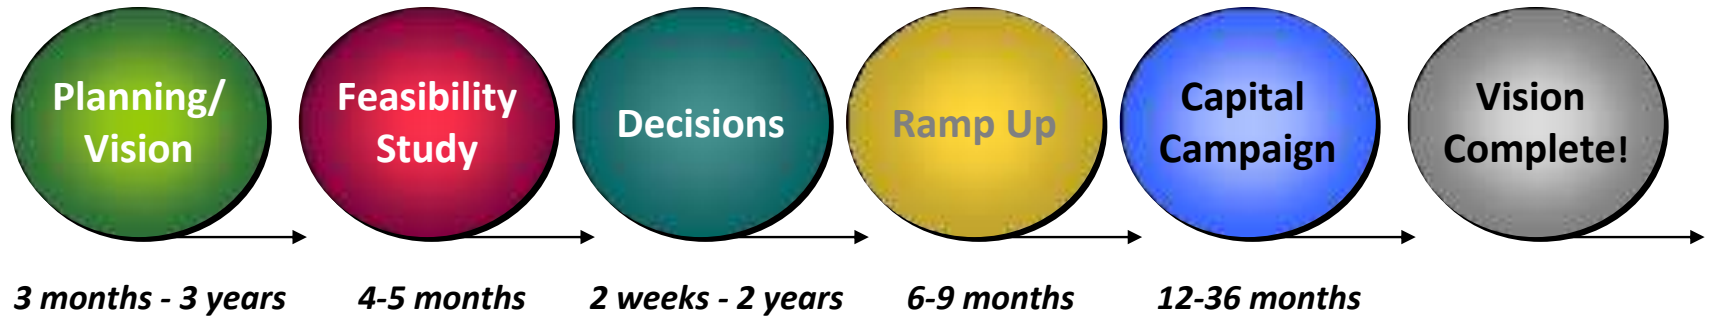 Planning/
Vision
Feasibility
Study
Decisions
Ramp Up
Capital
Campaign
Vision
Complete!
3 months - 3 years
4-5 months
2 weeks - 2 years
6-9 months
12-36 months